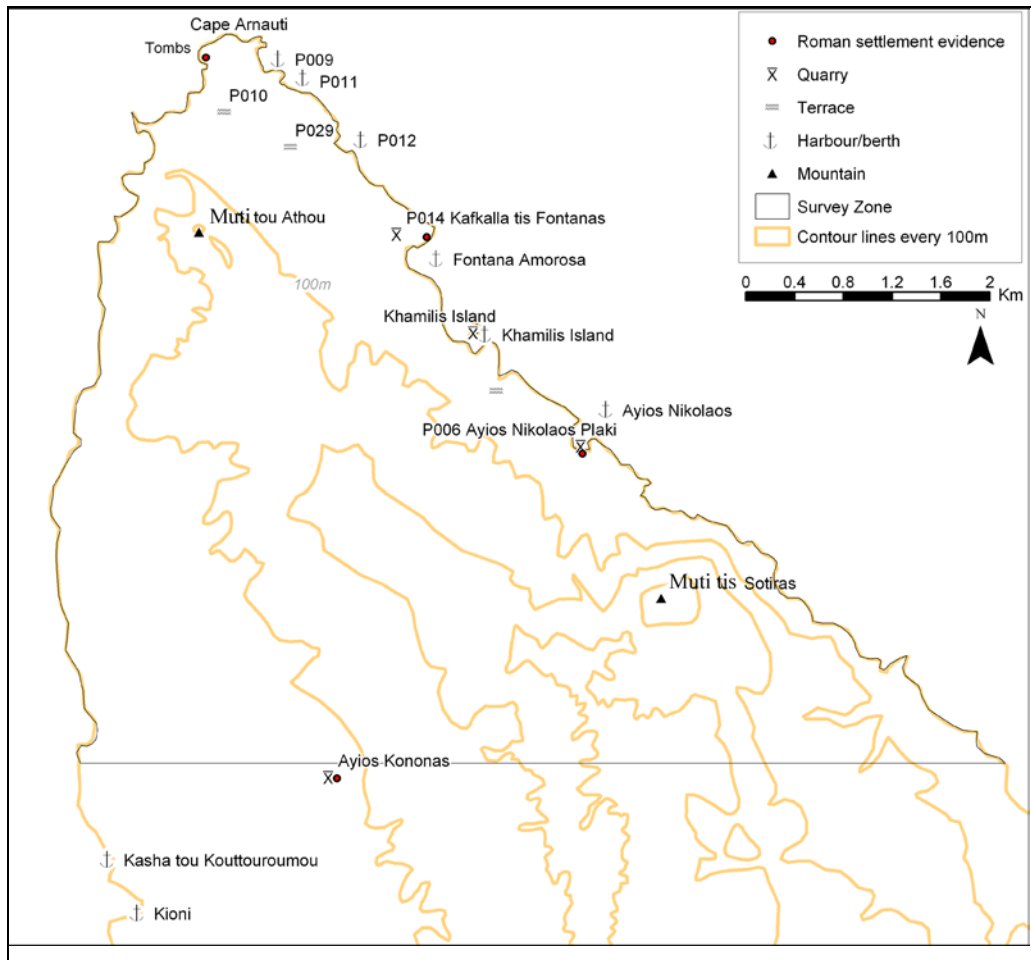 Cape Arnauti
Tombs
P009
P011
P010
P029
P012
Muti tou Athou
P014 Kafkalla tis Fontanas
Fontana Amorosa
100m
Khamilis Island
Khamilis Island
Ayios Nikolaos
P006 Ayios Nikolaos Plaki
Muti tis Sotiras
Ayios Kononas
Kasha tou Kouttouroumou
Kioni
Roman settlement evidence
Quarry
Terrace
Harbour/berth
Mountain
Survey Zone
Contour lines every 100m
0 0.4 0.8 1.2 1.6 2
Km
N